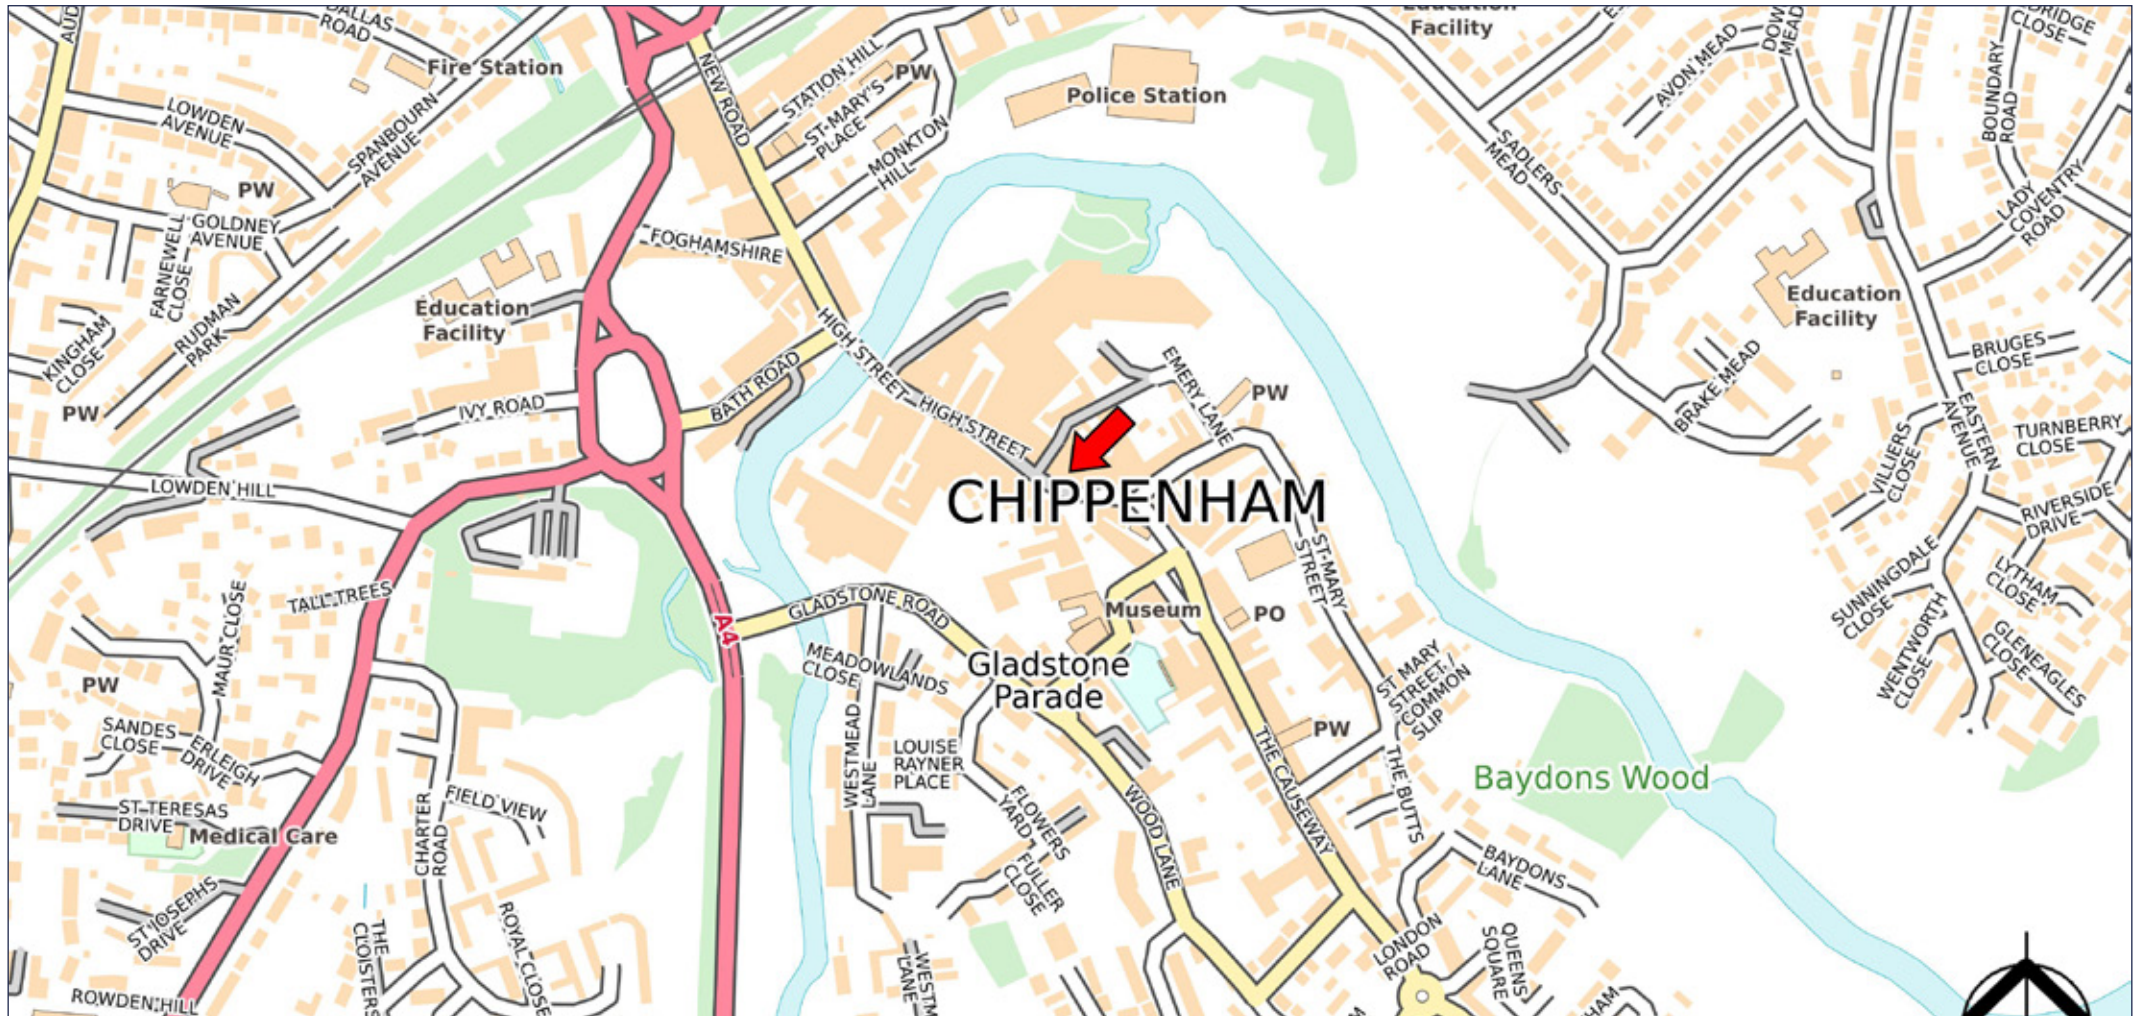 DALLAS
ROAD
Education
Facility
BRIDGE
CLOSE
DOW
MEAD
AUD
Fire Station
STATION HILL
PW
NEW ROAD
ST-MARY'S
PLACE
Police Station
AVON MEAD
BOUNDARY
ROAD
LOWDEN
AVENUE
SPANBOURN
AVENUE
MONKTON
HILL
SADLERS
MEAD
PW
GOLDNEY
AVENUE
FARNEWELL
CLOSE
FOGHAMSHIRE
LADY
COVENTRY
ROAD
Education
Facility
Education
Facility
RUDMAN
PARK
KINGHAM
CLOSE
HIGH STREET
BATH ROAD
EMERY LANE
PW
BRUGES
CLOSE
BRAKE MEAD
PW
IVY ROAD
HIGH STREET
EASTERN
AVENUE
TURNBERRY
CLOSE
VILLIERS
CLOSE
LOWDEN HILL
CHIPPENHAM
RIVERSIDE
DRIVE
ST-MARY
STREET
TALL TREES
MAUR CLOSE
A4
GLADSTONE ROAD
Museum
PO
SUNNINGDALE
CLOSE
LYTHAM
CLOSE
WENTWORTH
CLOSE
GLENEAGLES
CLOSE
MEADOWLANDS
CLOSE
Gladstone
Parade
ST MARY
STREET /
COMMON
SLIP
PW
SANDES
CLOSE
ERLEIGH
DRIVE
WESTMEAD
LANE
LOUISE
RAYNER
PLACE
PW
THE CAUSEWAY
THE BUTTS
Baydons Wood
ST TERESAS
DRIVE
Medical Care
CHARTER
ROAD
FIELD VIEW
FLOWERS
YARD
WOOD LANE
FULLER
CLOSE
BAYDONS
LANE
ST JOSEPHS
DRIVE
THE
CLOISTERS
ROYAL CLOSE
WESTM
LANE
LONDON
ROAD
QUEENS
SQUARE
ROWDEN HILL
HAM